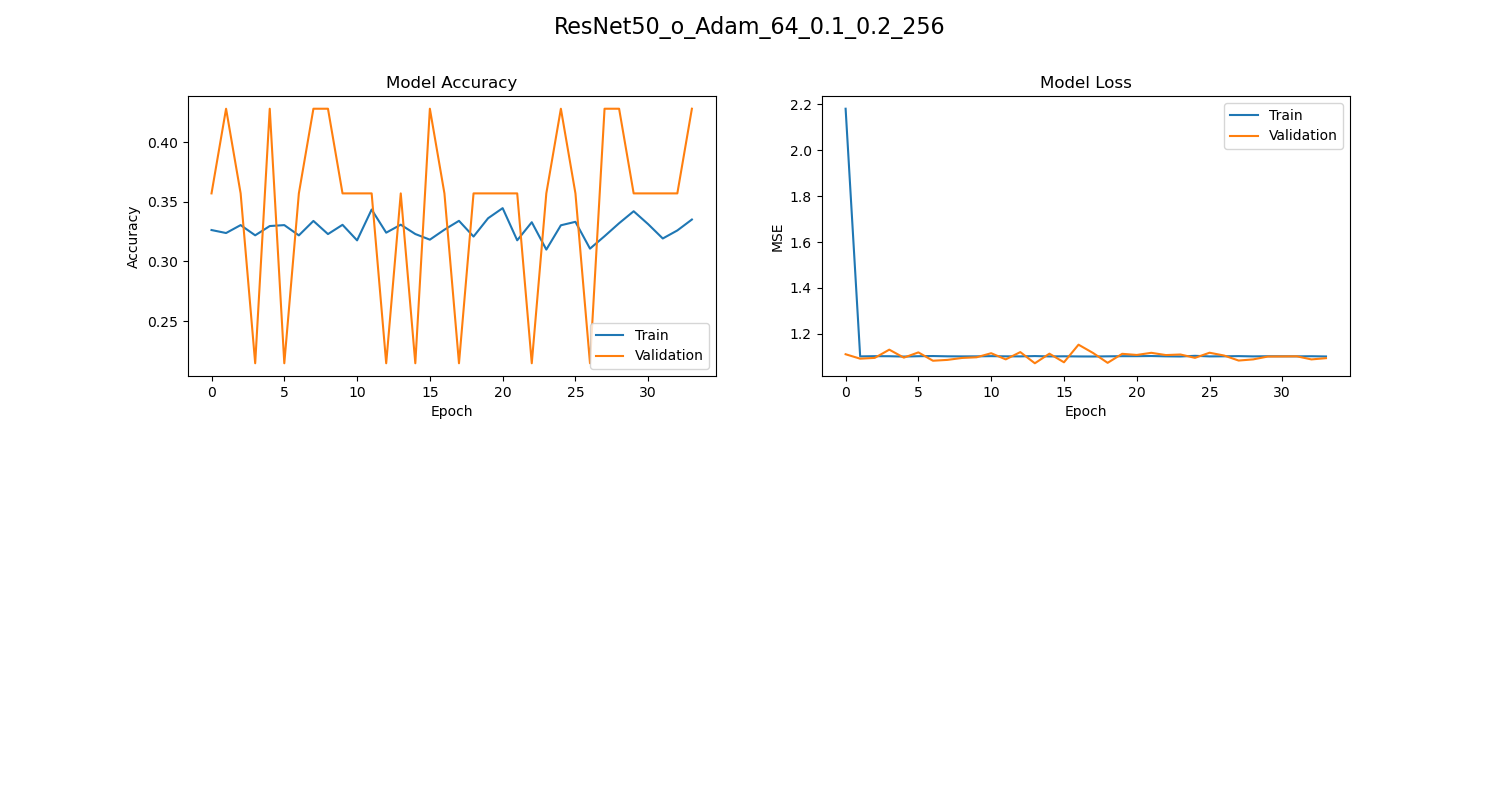 ResNet50_o_Adam_64_0.1_0.2_256
Model Accuracy
Accuracy
0.40
0.35
0.30
0.25
Train
Validation
0 5 10 15 20 25 30
Epoch
Model Loss
MSE
2.2
2.0
1.8
1.6
1.4
1.2
Train
Validation
0 5 10 15 20 25 30
Epoch